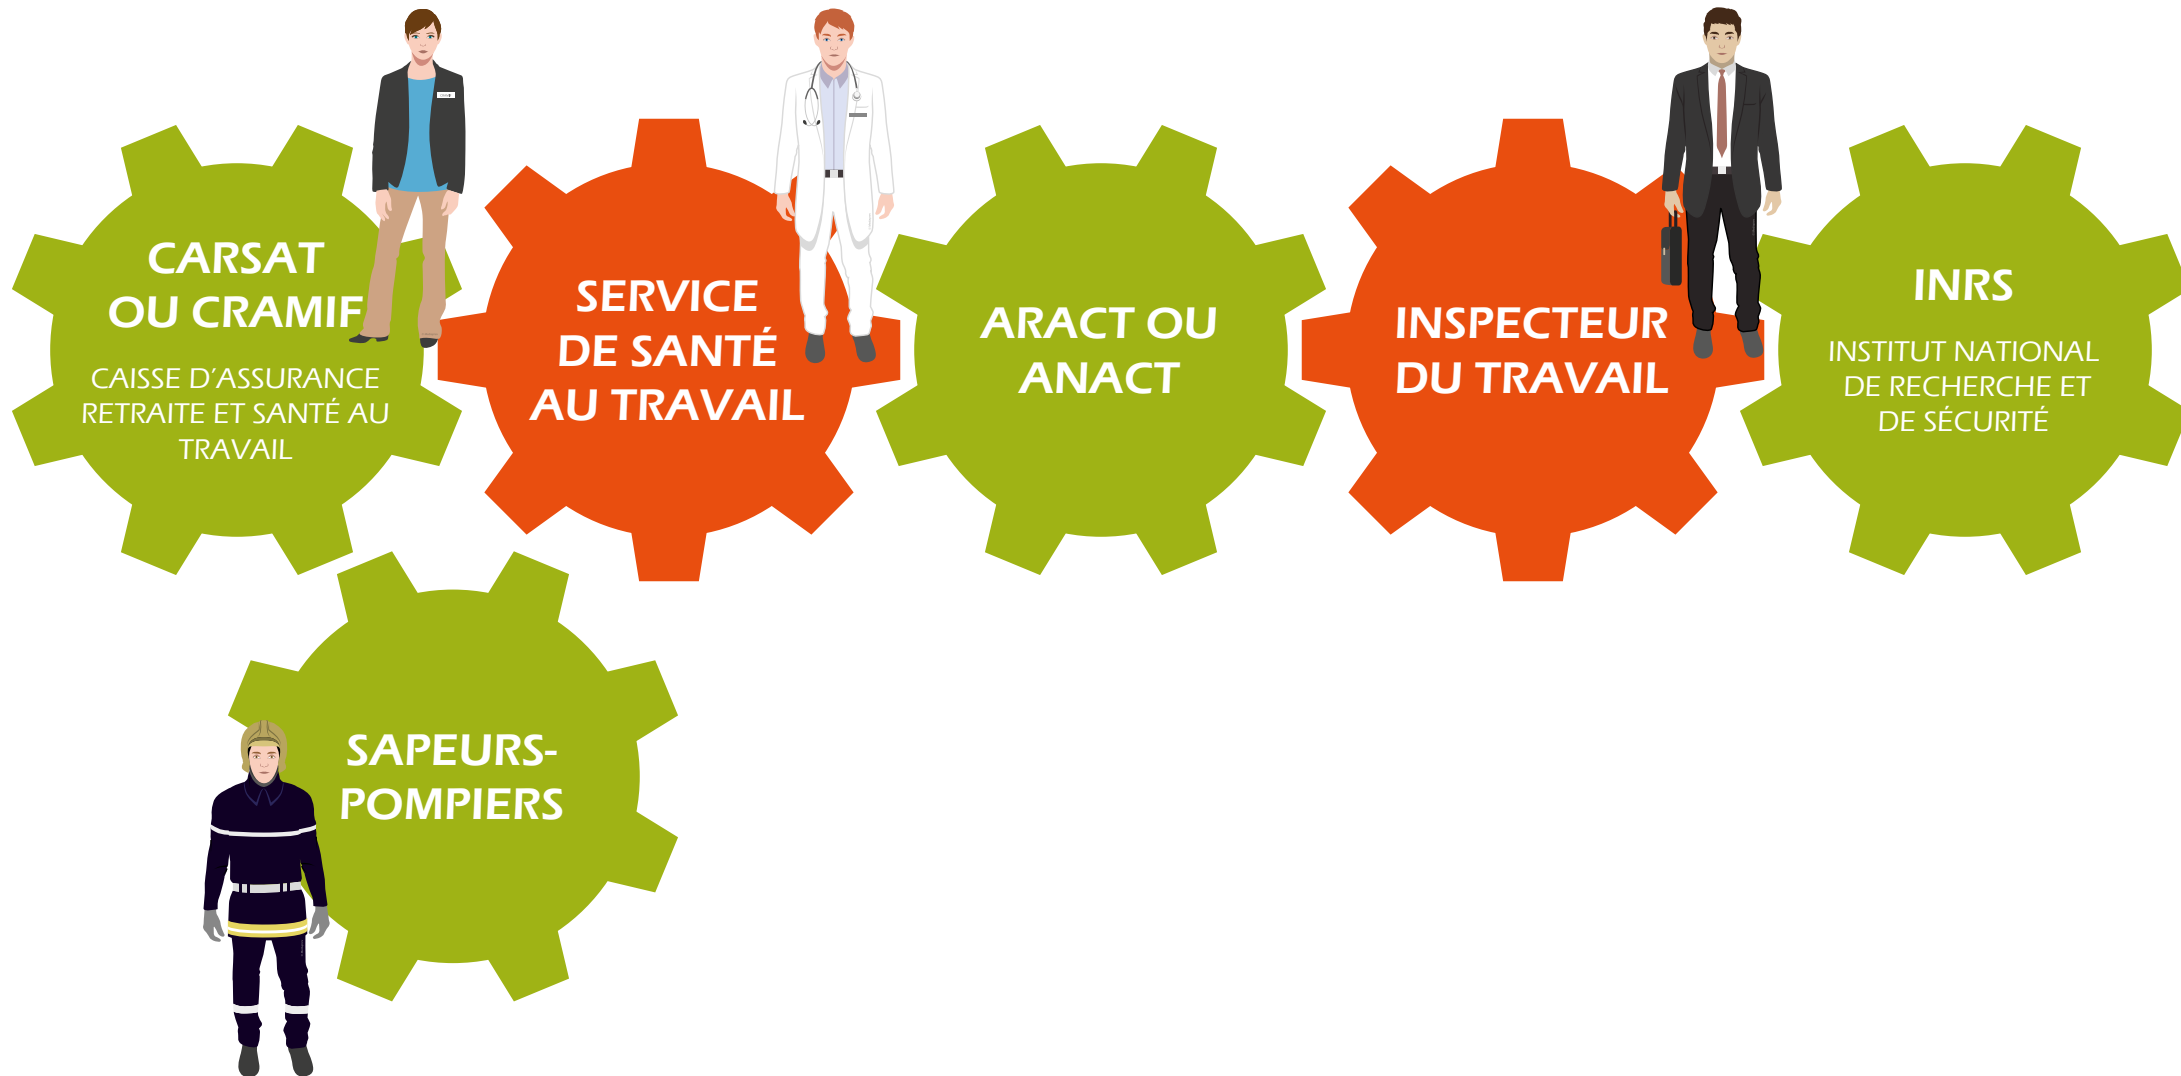 CARSAT
OU CRAMIF
CAISSE D'ASSURANCE
RETRAITE ET SANTÉ AU
TRAVAIL
SERVICE
DE SANTÉ
AU TRAVAIL
ARACT OU
ANACT
INSPECTEUR
DU TRAVAIL
INRS
INSTITUT NATIONAL
DE RECHERCHE ET
DE SÉCURITÉ
SAPEURS-
POMPIERS